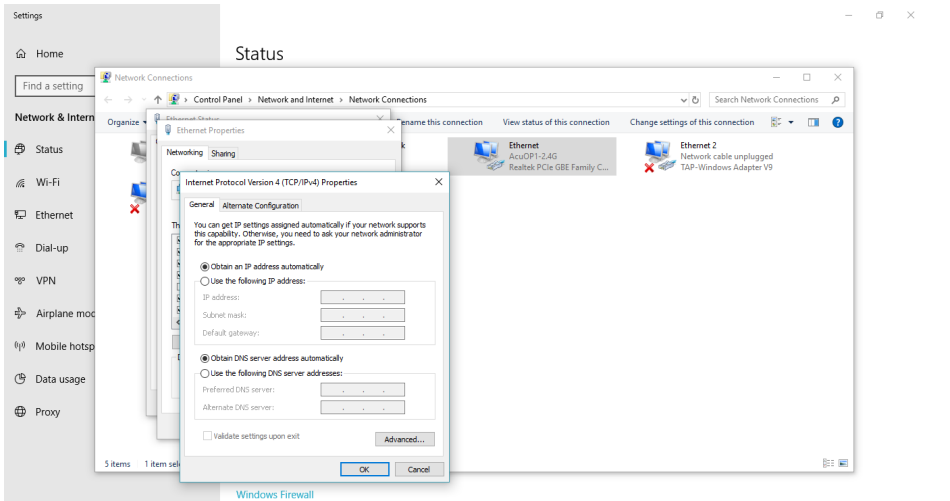 Settings
Home
Find a setting
Network & Intern
Status
Wi-Fi
Ethernet
Dial-up
VPN
Airplane mod
Mobile hotsp
Data usage
Proxy
Status
Windows Firewall
Network Connections
Control Panel › Network and Internet › Network Connections
Search Network Connections
Organize
ename this connection
View status of this connection
Change settings of this connection
Ethernet
AcuOP1-2,4G
Realtek PCIe GBE Family C...
Ethernet 2
Network cable unplugged
TAP-Windows Adapter V9
5 items
1 item sele
Ethernet Status
Ethernet Properties
Networking
Sharing
Co
Th
Internet Protocol Version 4 (TCP/IPv4) Properties
General
Alternate Configuration
You can get IP settings assigned automatically if your network supports
this capability. Otherwise, you need to ask your network administrator
for the appropriate IP settings.
Obtain an IP address automatically
Use the following IP address:
IP address:
Subnet mask:
Default gateway:
Obtain DNS server address automatically
Use the following DNS server addresses:
Preferred DNS server:
Alternate DNS server:
Validate settings upon exit
Advanced...
OK
Cancel